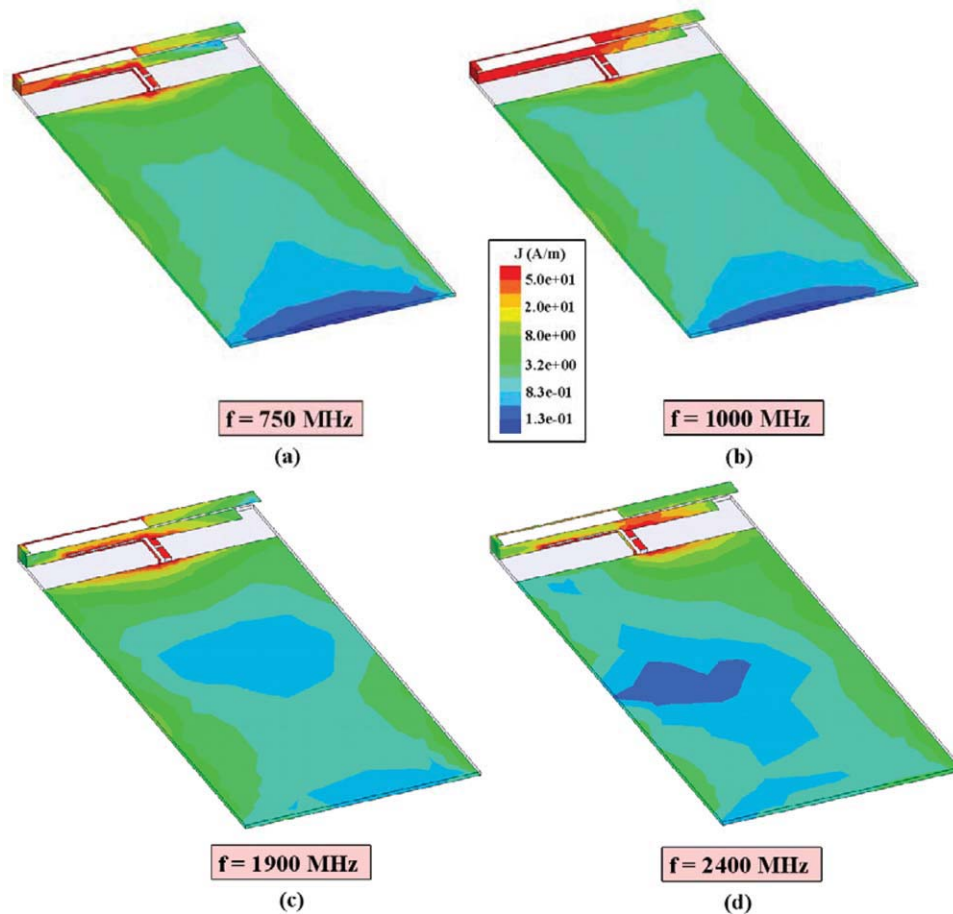 J (A/m)
5.0e+01
2.0e+01
8.0e+00
3.2e+00
8.3e-01
1.3e-01
f = 750 MHz
f = 1000 MHz
(a)
(b)
f = 1900 MHz
f = 2400 MHz
(c)
(d)